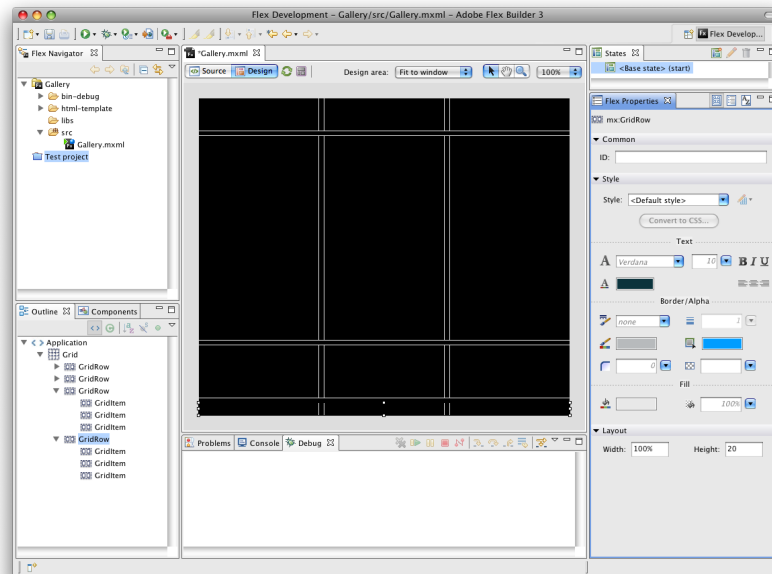 Flex Development – Gallery/src/Gallery.mxml – Adobe Flex Builder 3
Flex Develop...
Flex Navigator
Gallery
bin-debug
html-template
libs
src
Gallery.mxml
Test project
*Gallery.mxml
Source
Design
Design area:
Fit to window
100%
States
<Base state> (start)
Flex Properties
mx:GridRow
Common
ID:
Style
Style:
<Default style>
Convert to CSS...
Text
A
Verdana
10
B I U
A
Border/Alpha
none
1
0
Fill
100%
Layout
Width:
100%
Height:
20
Outline
Components
Application
Grid
GridRow
GridRow
GridRow
GridItem
GridItem
GridItem
GridRow
GridItem
GridItem
GridItem
Problems
Console
Debug